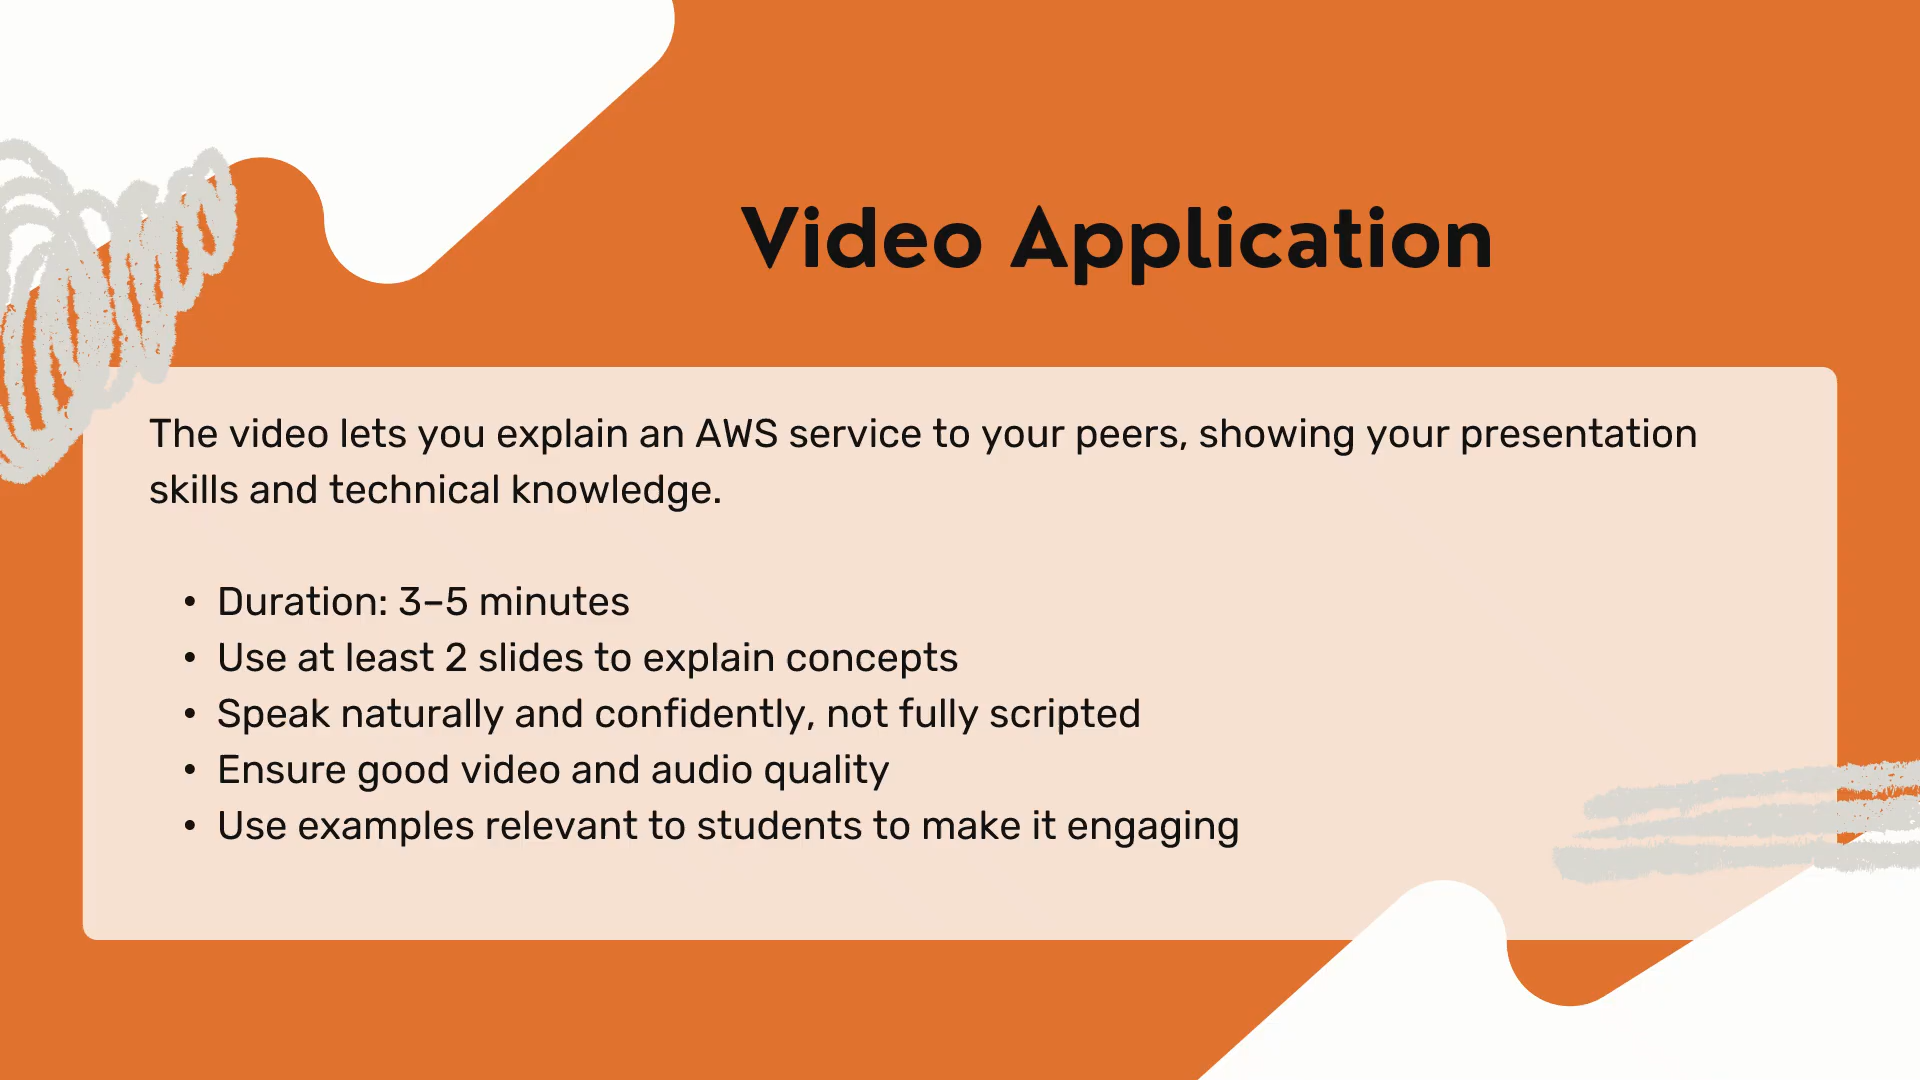 Video Application
The video lets you explain an AWS service to your peers, showing your presentation
skills and technical knowledge.
• Duration: 3–5 minutes
• Use at least 2 slides to explain concepts
• Speak naturally and confidently, not fully scripted
• Ensure good video and audio quality
• Use examples relevant to students to make it engaging